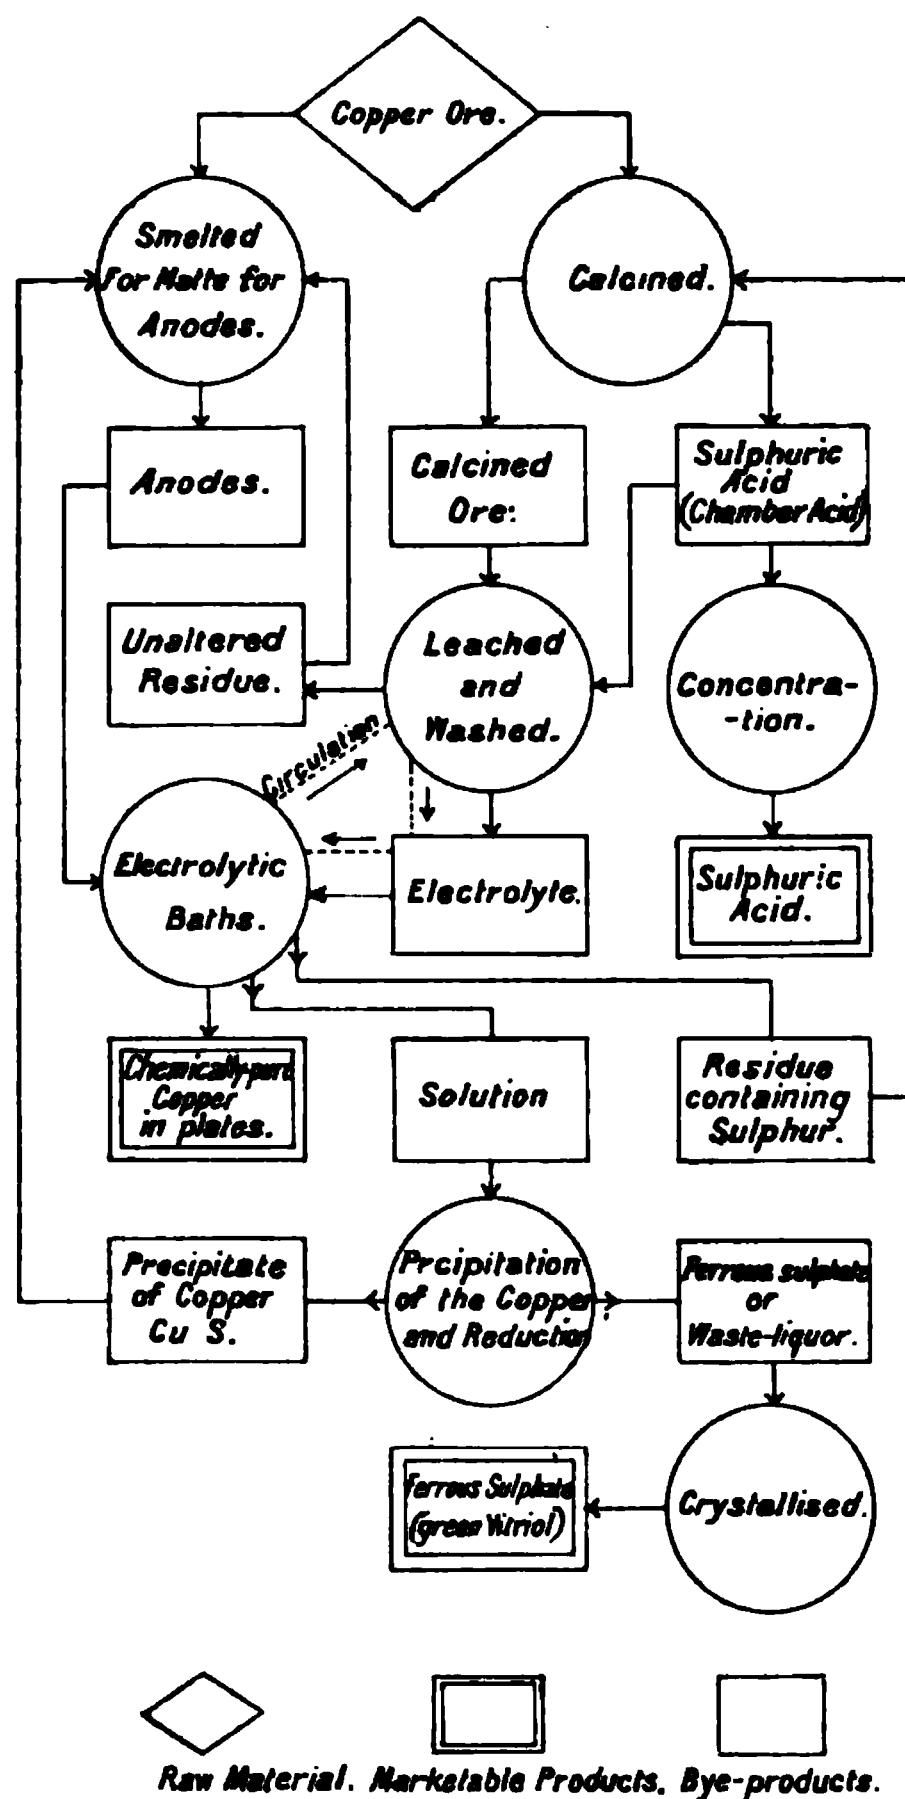 Copper Ore.
Smelted
For Matte for
Anodes.
Calcined.
Anodes.
Calcined
Ore.
Sulphuric
Acid
(Chamber Acid)
Unaltered
Residue.
Leached
and
Washed.
Concentra-
-tion.
Circulation
Electrolytic
Baths.
Electrolyte.
Sulphuric
Acid.
Chemically-pure
Copper
in plates.
Solution
Residue
containing
Sulphur.
Precipitate
of Copper
Cu S.
Prcipitation
of the Copper
and Reduction
Ferrous sulphate
or
Waste-liquor.
Ferrous Sulphate
(green Vitriol)
Crystallised.
Raw Material. Marketable Products. Bye-products.